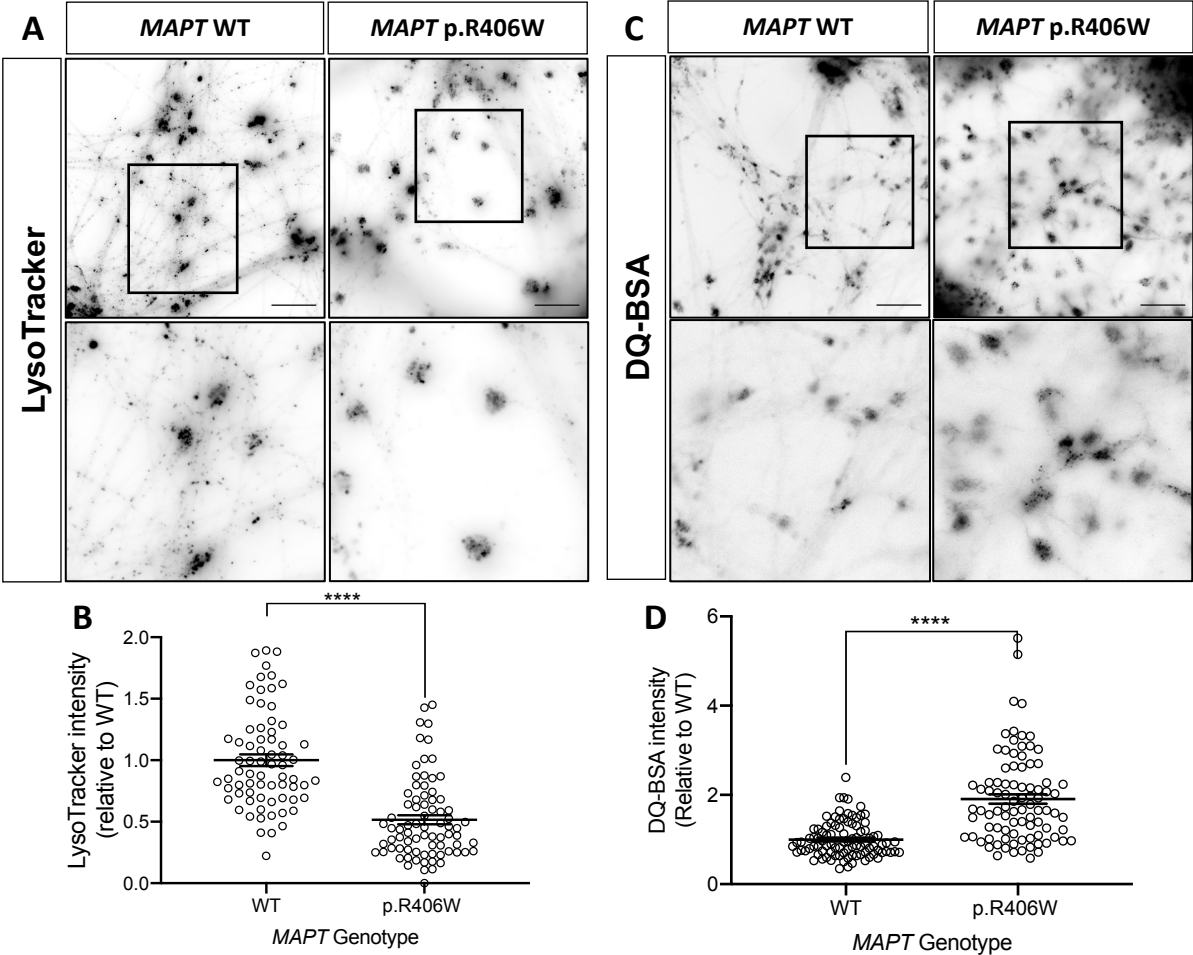 A
MAPT WT
MAPT p.R406W
LysoTracker
C
MAPT WT
MAPT p.R406W
DQ-BSA
B
****
LysoTracker intensity
(relative to WT)
2.0
1.5
1.0
0.5
0.0
WT
p.R406W
MAPT Genotype
D
****
DQ-BSA intensity
(Relative to WT)
6
4
2
0
WT
p.R406W
MAPT Genotype